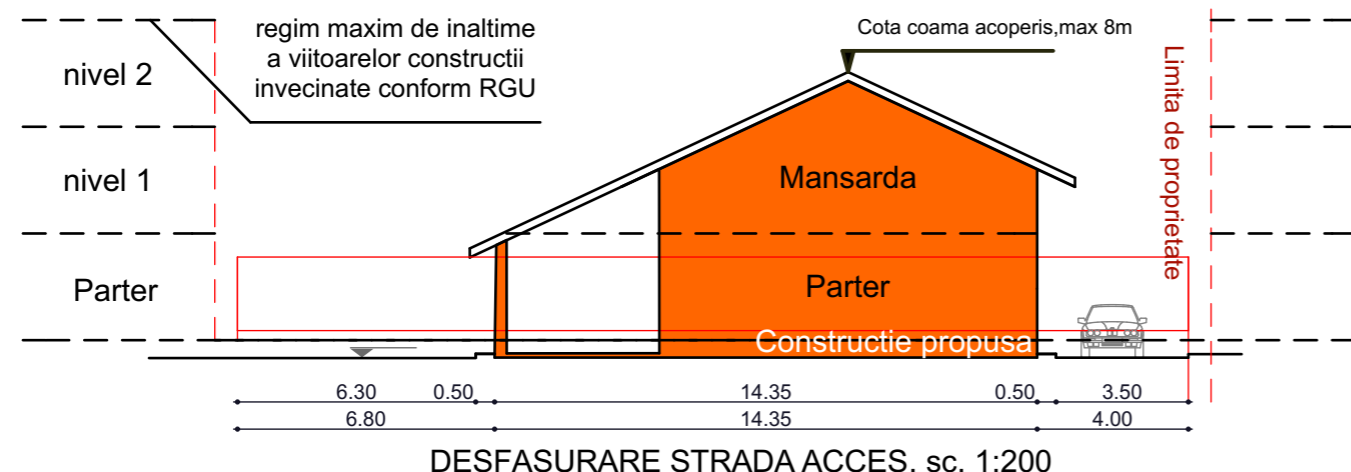 regim maxim de inaltime
a viitoarelor constructii
invecinate conform RGU
Cota coama acoperis,max 8m
Limita de proprietate
nivel 2
nivel 1
Mansarda
Parter
Parter
Constructie propusa
6.30 0.50 14.35 0.50 3.50
6.80 14.35 4.00
DESFASURARE STRADA ACCES, sc. 1:200